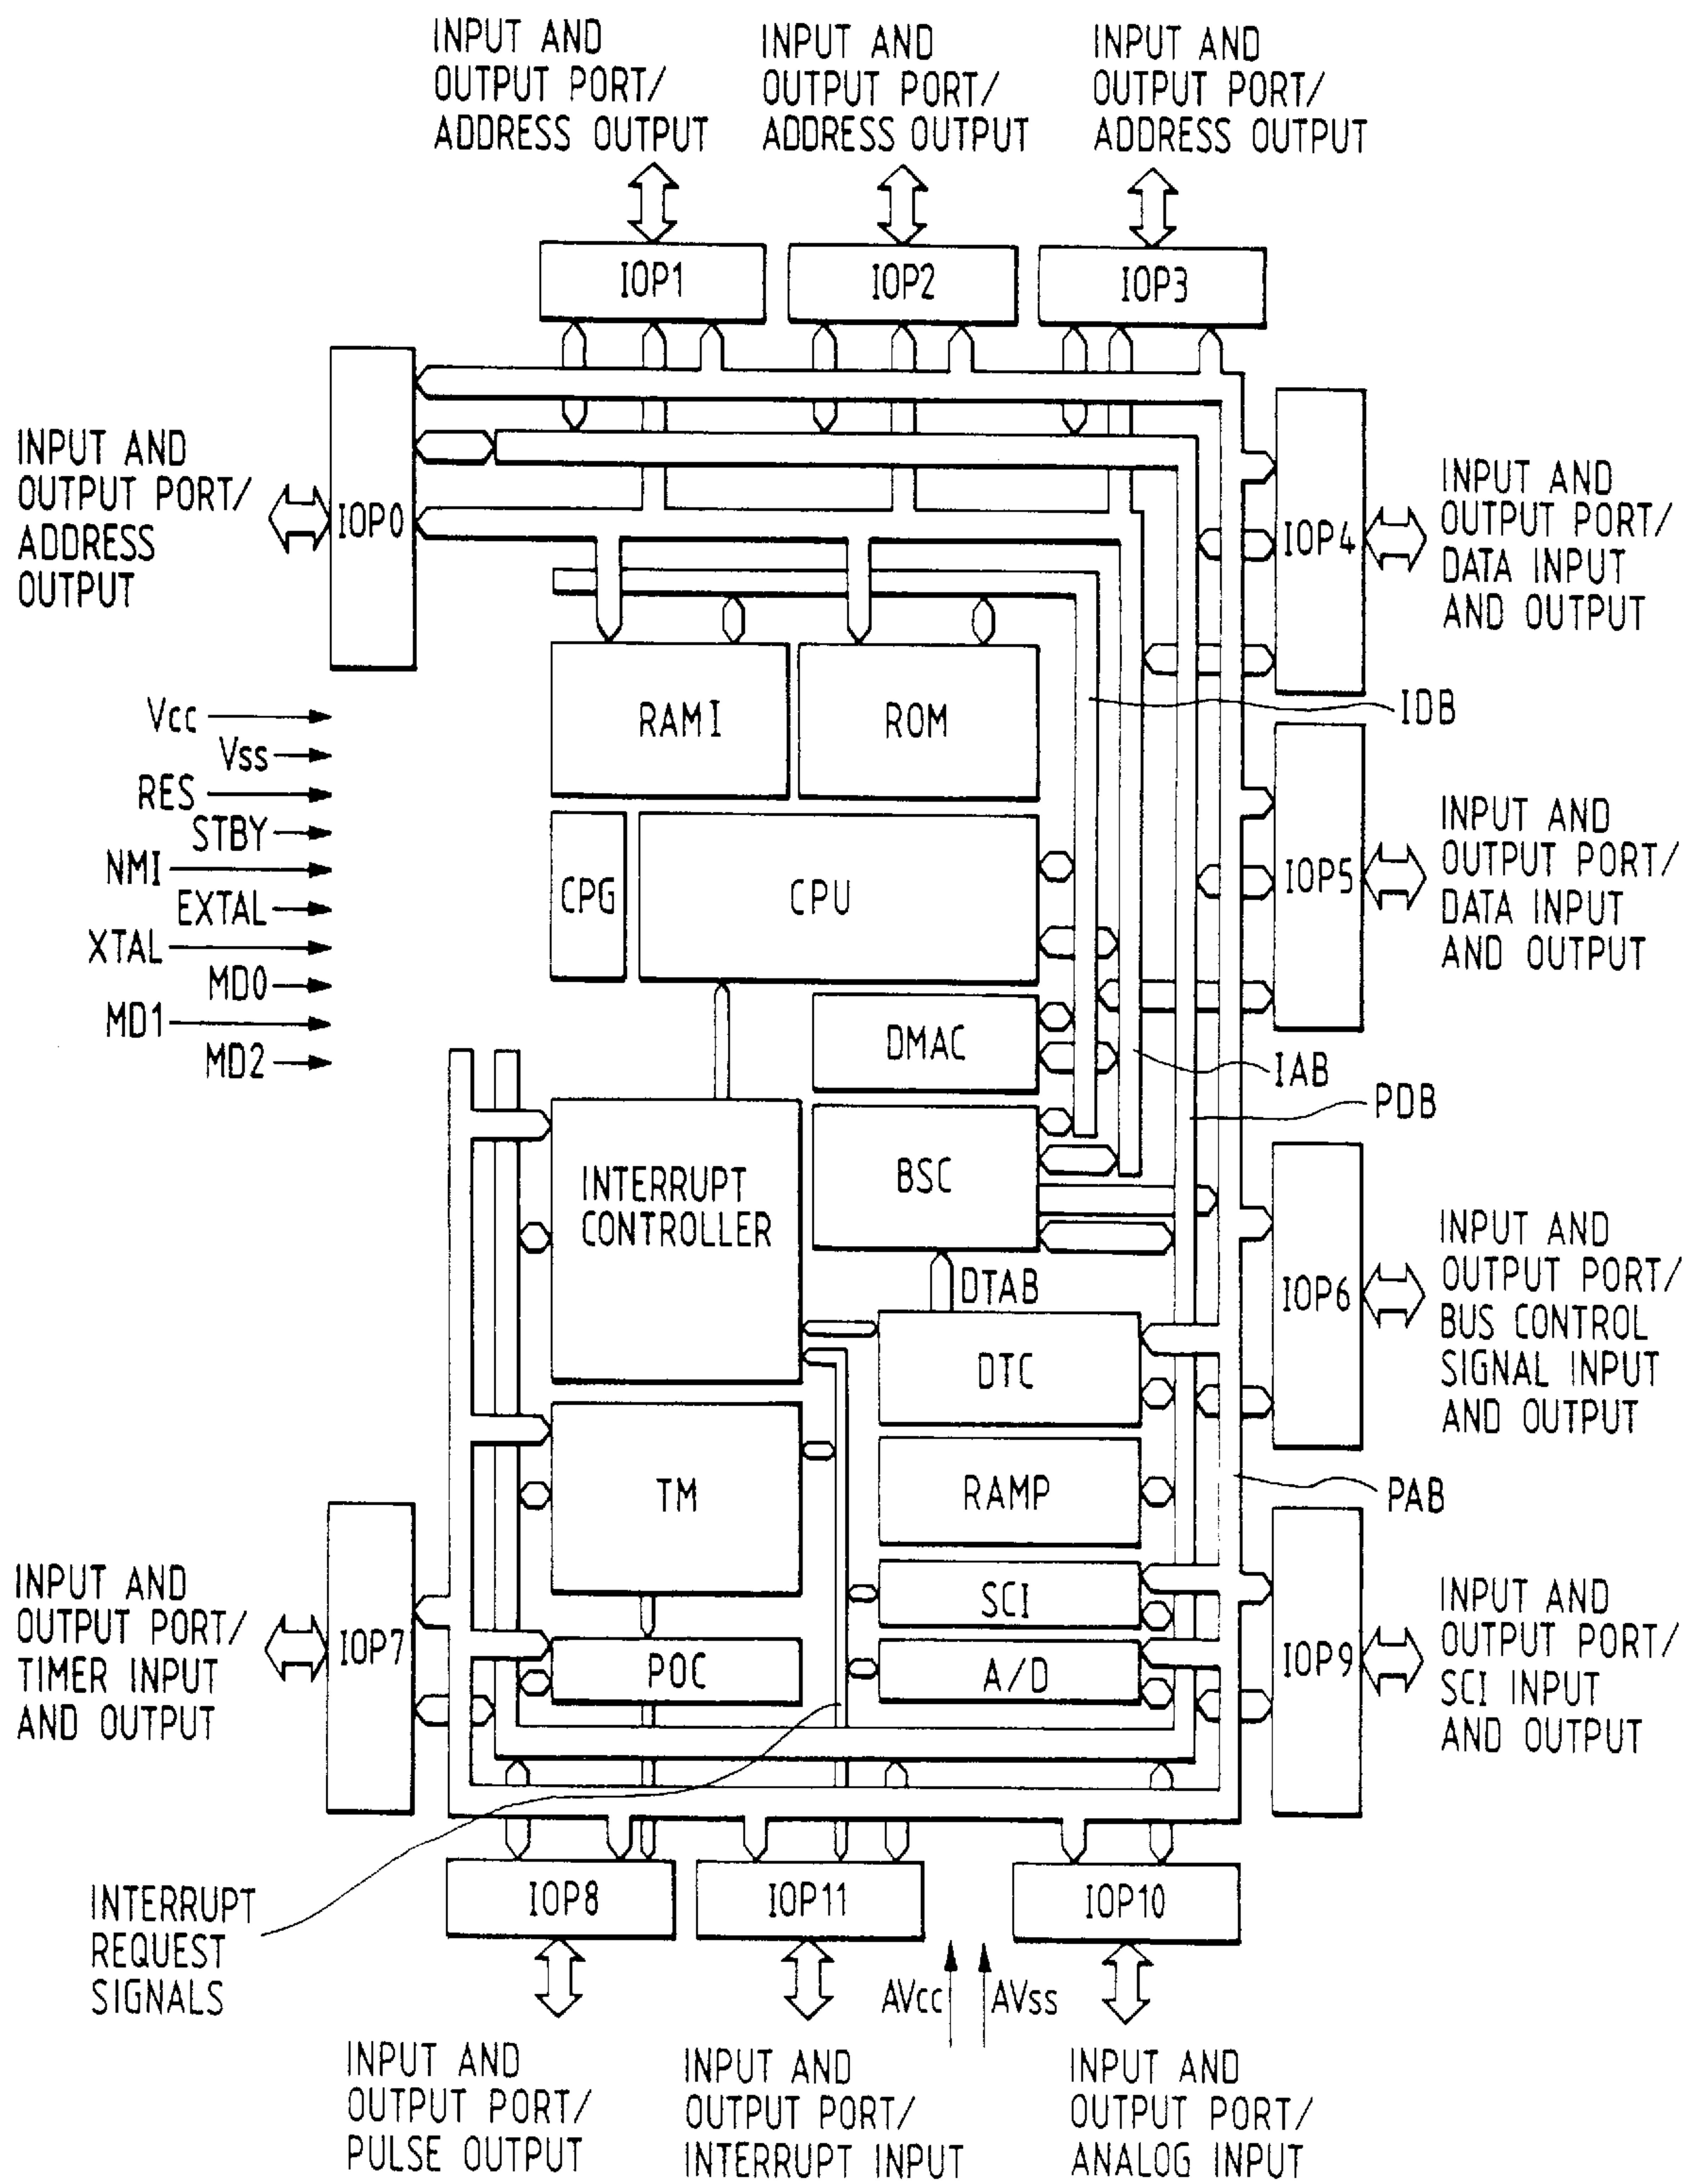 INPUT AND
OUTPUT PORT/
ADDRESS OUTPUT
INPUT AND
OUTPUT PORT/
ADDRESS OUTPUT
INPUT AND
OUTPUT PORT/
ADDRESS OUTPUT
IOP1
IOP2
IOP3
INPUT AND
OUTPUT PORT/
ADDRESS
OUTPUT
IOP0
IOP4
INPUT AND
OUTPUT PORT/
DATA INPUT
AND OUTPUT
RAMI
ROM
IDB
Vcc
Vss
RES
STBY
NMI
EXTAL
XTAL
MD0
MD1
MD2
CPG
CPU
IOP5
INPUT AND
OUTPUT PORT/
DATA INPUT
AND OUTPUT
DMAC
IAB
PDB
INTERRUPT
CONTROLLER
BSC
DTAB
IOP6
INPUT AND
OUTPUT PORT/
BUS CONTROL
SIGNAL INPUT
AND OUTPUT
DTC
TM
RAMP
PAB
INPUT AND
OUTPUT PORT/
TIMER INPUT
AND OUTPUT
IOP7
SCI
POC
A/D
IOP9
INPUT AND
OUTPUT PORT/
SCI INPUT
AND OUTPUT
INTERRUPT
REQUEST
SIGNALS
IOP8
IOP11
IOP10
AVcc
AVss
INPUT AND
OUTPUT PORT/
PULSE OUTPUT
INPUT AND
OUTPUT PORT/
INTERRUPT INPUT
INPUT AND
OUTPUT PORT/
ANALOG INPUT